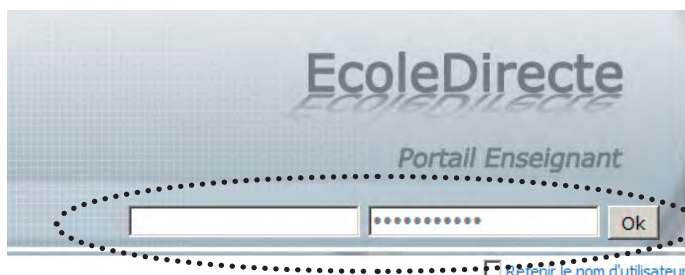 EcoleDirecte
Portail Enseignant
••••••••••• Ok
Retenir le nom d'utilisateur